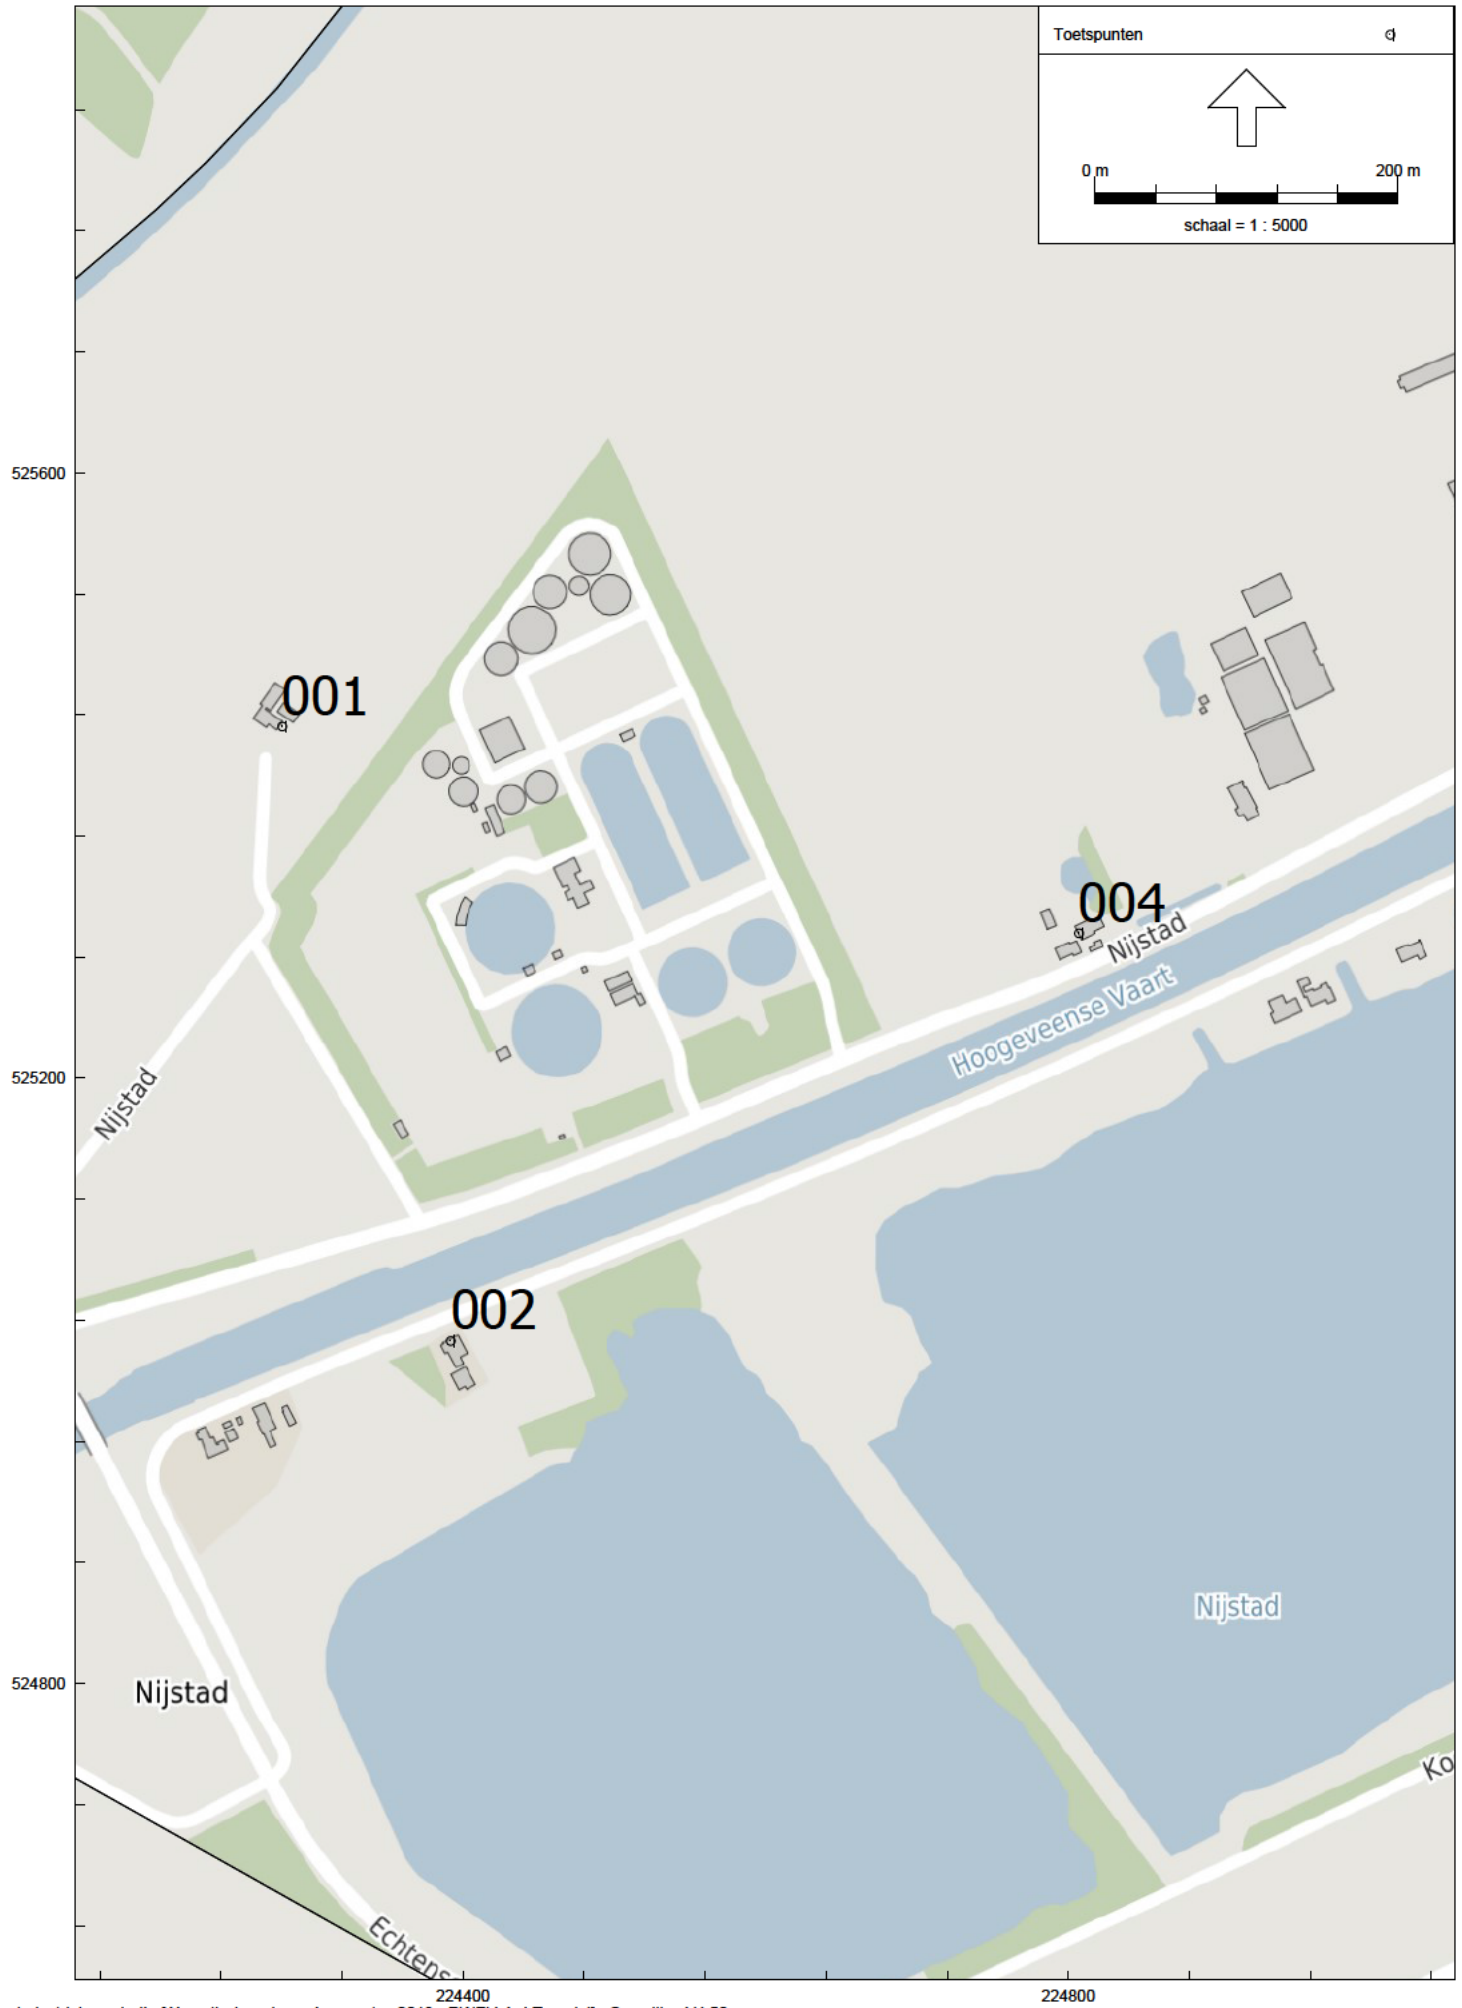 Toetspunten
0 m 200 m
schaal = 1 : 5000
525600
001
004
Nijstad
Hoogeveense Vaart
525200
Nijstad
002
Nijstad
524800
Nijstad
Ko
Echtens
224400
224800